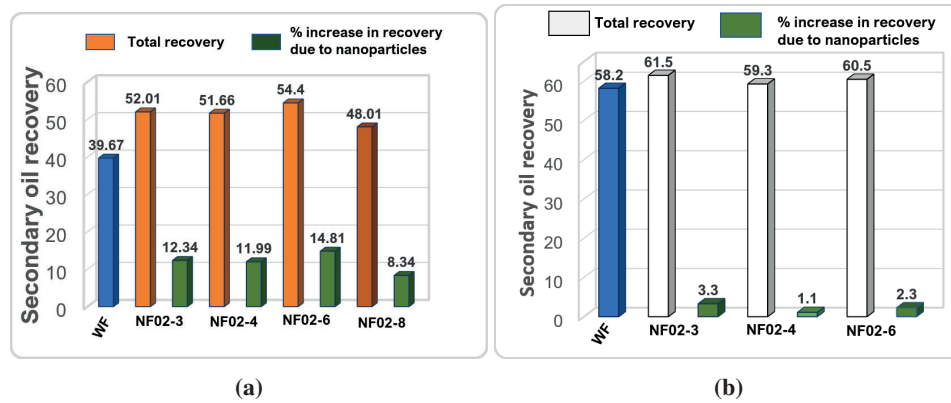 Total recovery
% increase in recovery
due to nanoparticles
Secondary oil recovery
60
50
40
30
20
10
0
39.67
52.01
12.34
51.66
11.99
54.4
14.81
48.01
8.34
WF
NF02-3
NF02-4
NF02-6
NF02-8
(a)
Total recovery
% increase in recovery
due to nanoparticles
Secondary oil recovery
60
50
40
30
20
10
0
58.2
61.5
3.3
59.3
1.1
60.5
2.3
WF
NF02-3
NF02-4
NF02-6
(b)